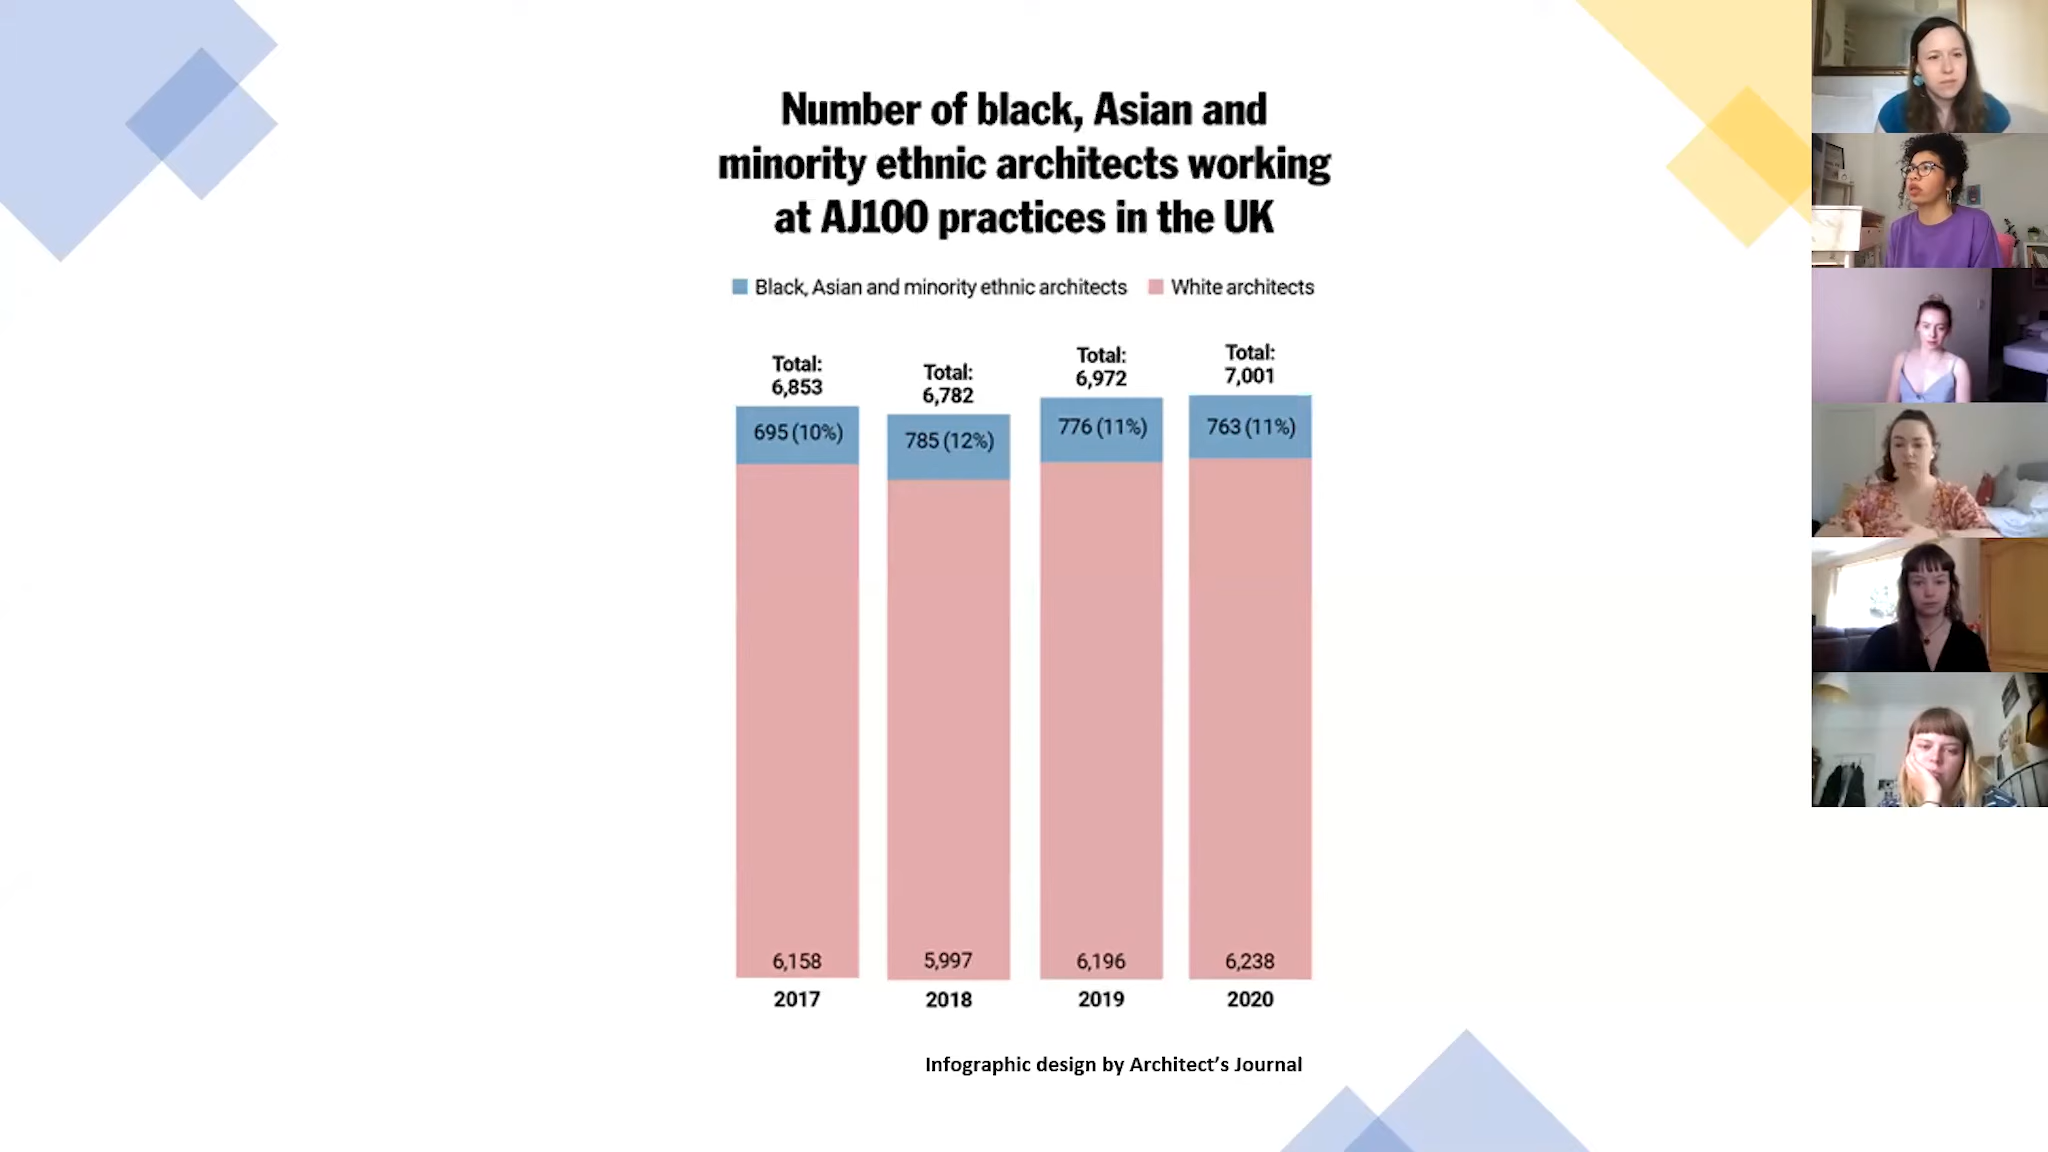 Number of black, Asian and
minority ethnic architects working
at AJ100 practices in the UK
Black, Asian and minority ethnic architects White architects
Total:
6,853
Total:
6,782
Total:
6,972
Total:
7,001
695 (10%)
785 (12%)
776 (11%)
763 (11%)
6,158
5,997
6,196
6,238
2017
2018
2019
2020
Infographic design by Architect's Journal